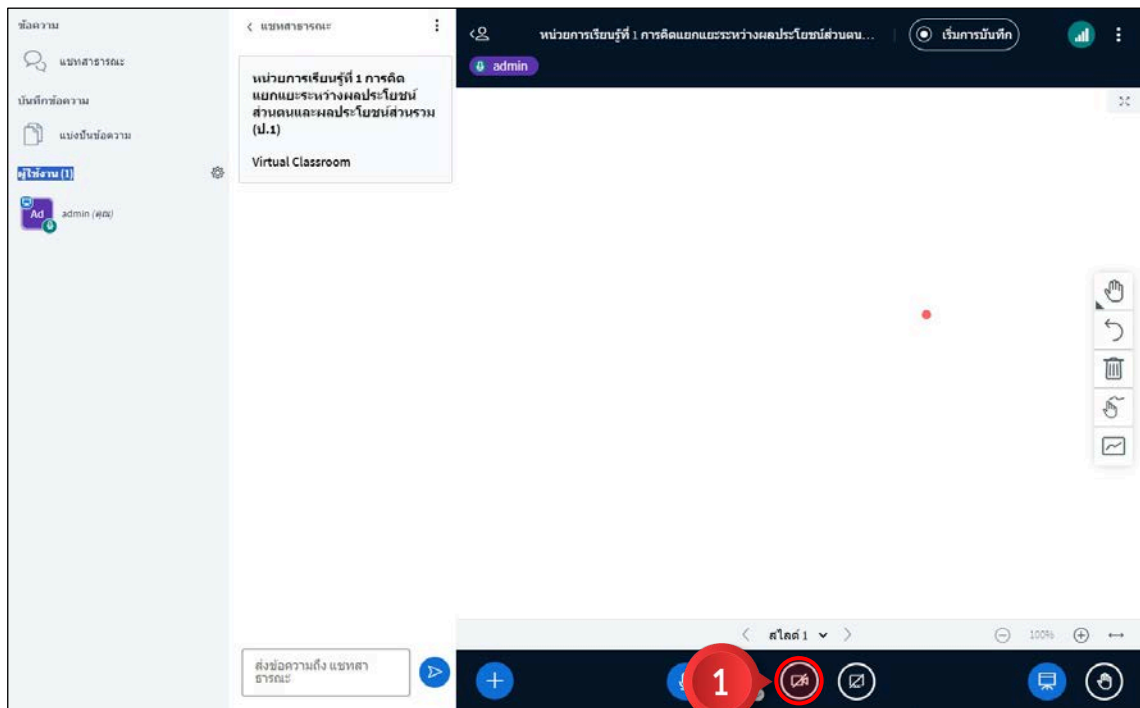 ข้อความ
แชทสาธารณะ
บันทึกข้อความ
แบ่งปันข้อความ
ผู้ใช้งาน (1)
Ad
admin (คุณ)
แชทสาธารณะ
หน่วยการเรียนรู้ที่ 1 การคิด
แยกแยะระหว่างผลประโยชน์
ส่วนตนและผลประโยชน์ส่วนรวม
(ป.1)
Virtual Classroom
ส่งข้อความถึง แชทสา
ธารณะ
หน่วยการเรียนรู้ที่ 1 การคิดแยกแยะระหว่างผลประโยชน์ส่วนตน...
เริ่มการบันทึก
admin
สไลด์ 1
100%
1